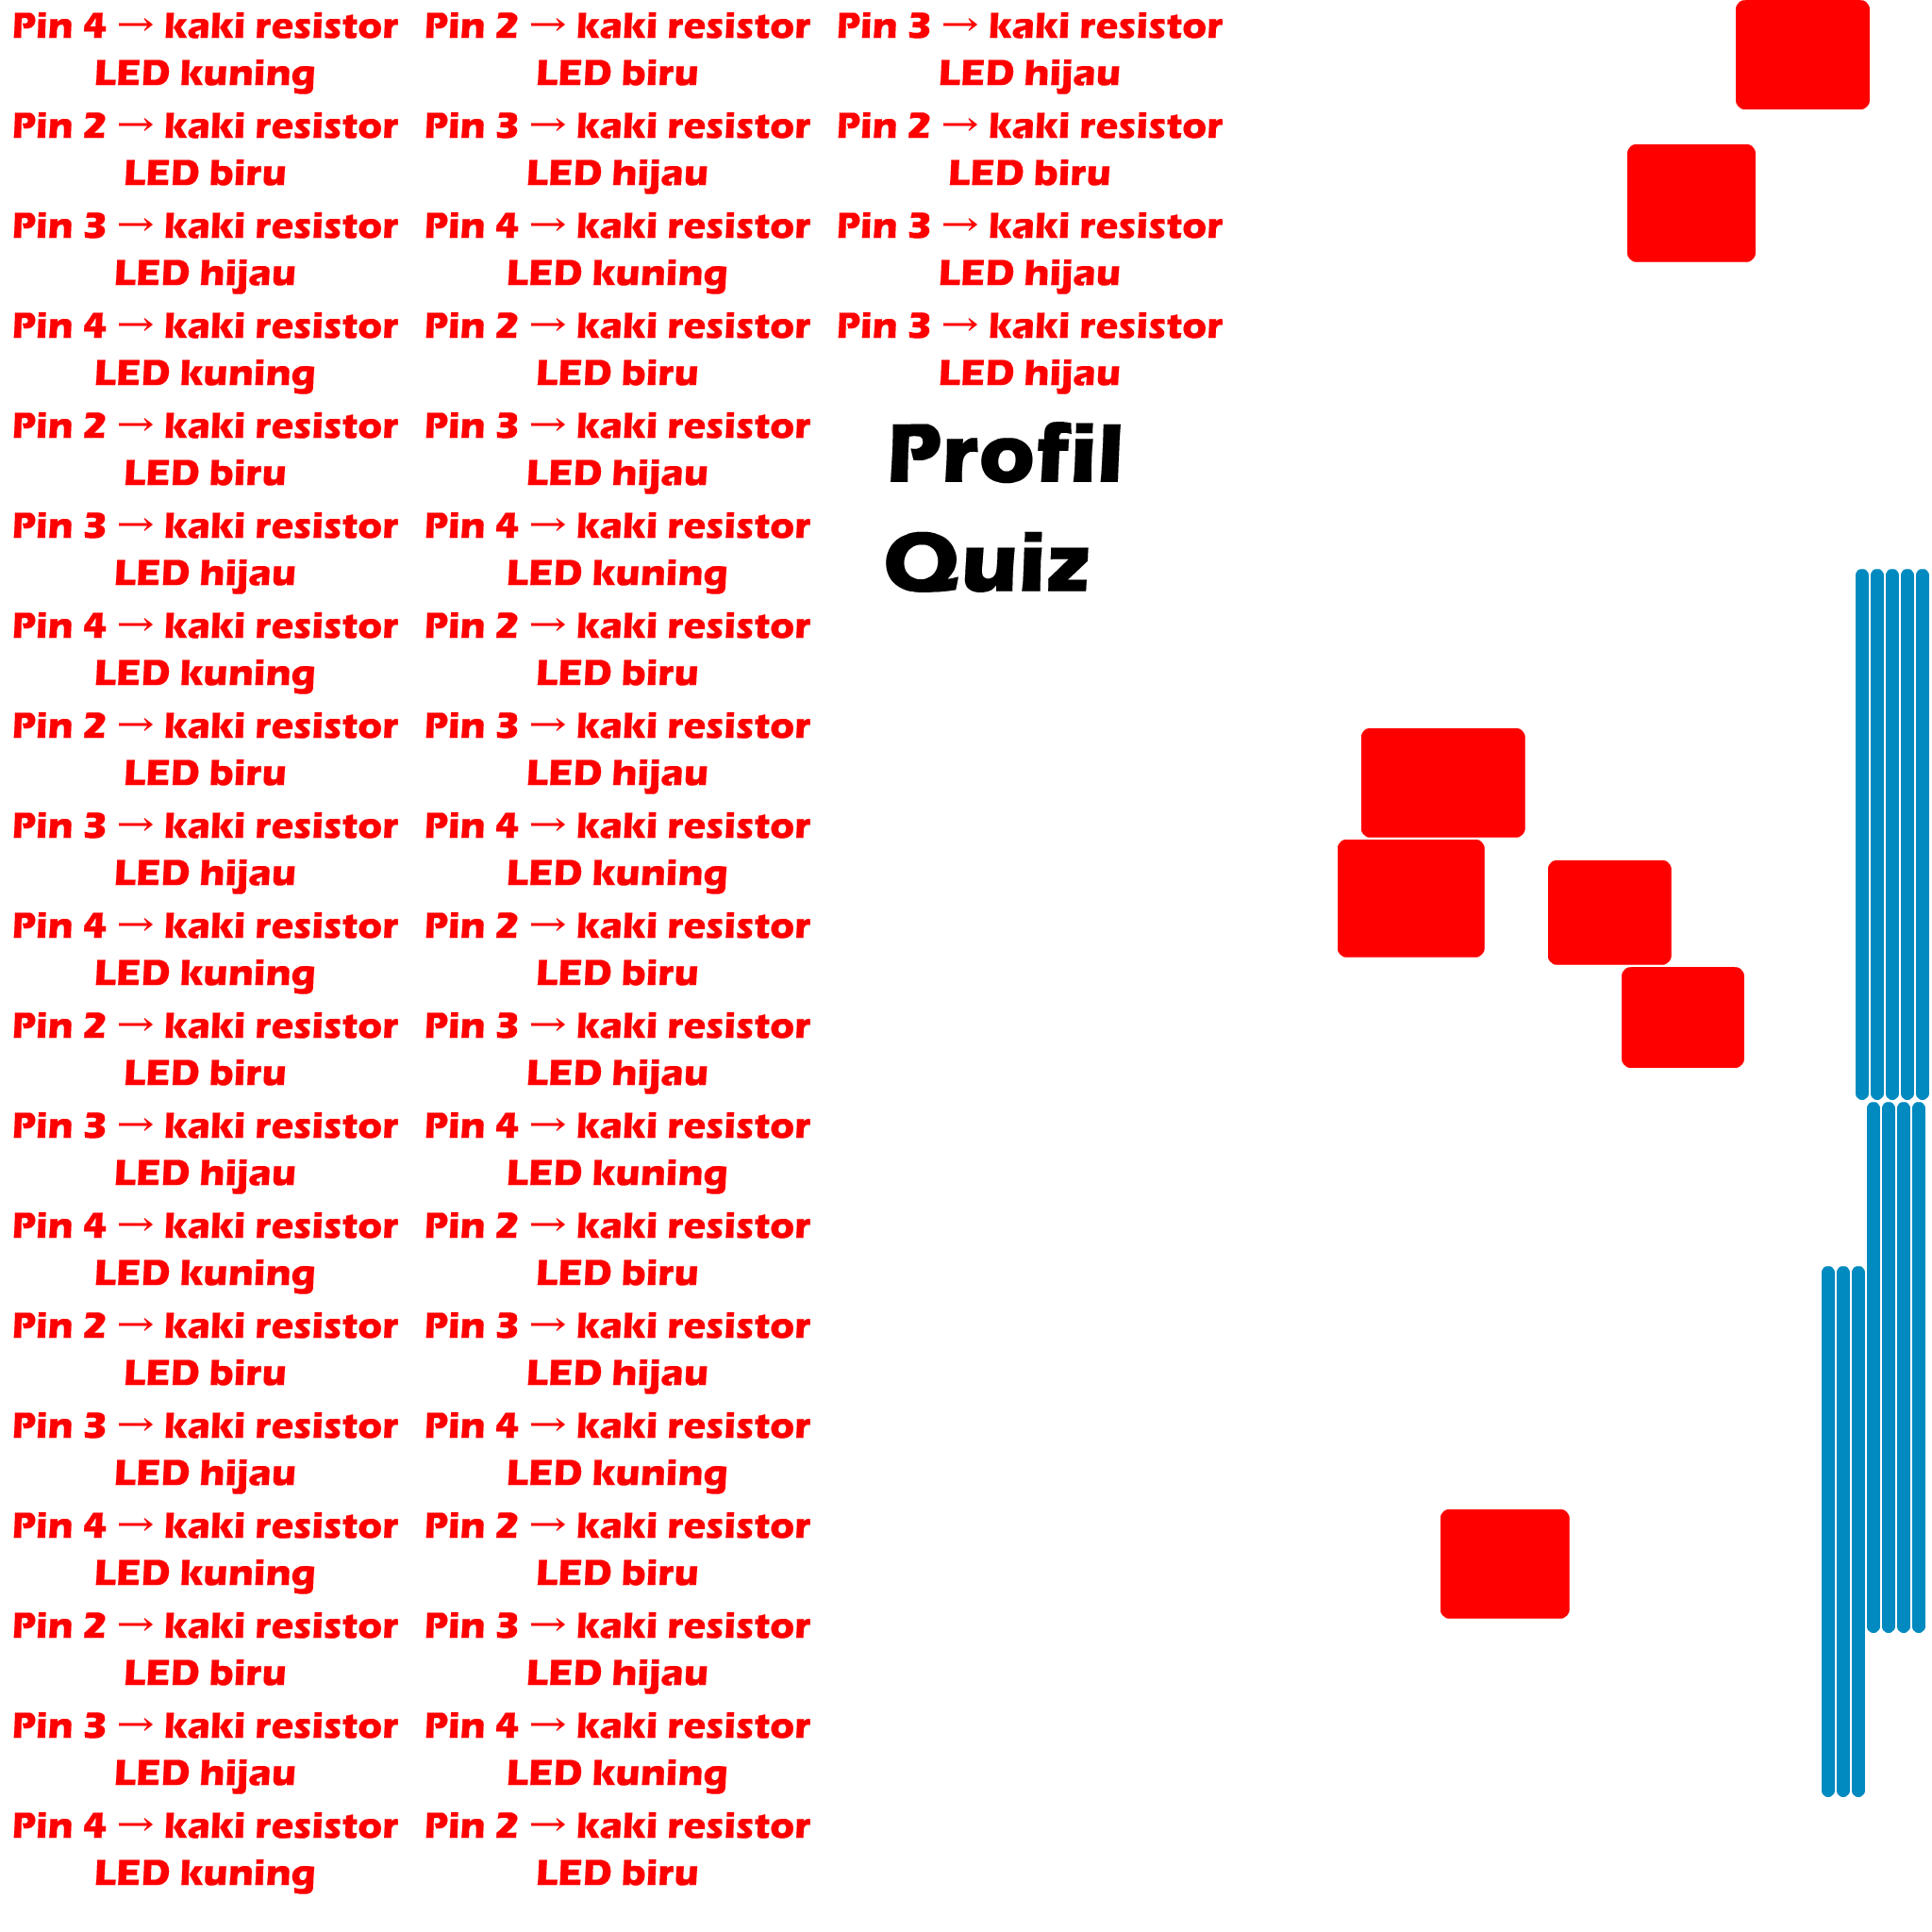 Pin 4 → kaki resistor
LED kuning
Pin 2 → kaki resistor
LED biru
Pin 3 → kaki resistor
LED hijau
Pin 4 → kaki resistor
LED kuning
Pin 2 → kaki resistor
LED biru
Pin 3 → kaki resistor
LED hijau
Pin 4 → kaki resistor
LED kuning
Pin 2 → kaki resistor
LED biru
Pin 3 → kaki resistor
LED hijau
Pin 4 → kaki resistor
LED kuning
Pin 2 → kaki resistor
LED biru
Pin 3 → kaki resistor
LED hijau
Pin 4 → kaki resistor
LED kuning
Pin 2 → kaki resistor
LED biru
Pin 3 → kaki resistor
LED hijau
Pin 4 → kaki resistor
LED kuning
Pin 2 → kaki resistor
LED biru
Pin 3 → kaki resistor
LED hijau
Pin 4 → kaki resistor
LED kuning
Pin 2 → kaki resistor
LED biru
Pin 3 → kaki resistor
LED hijau
Pin 4 → kaki resistor
LED kuning
Pin 2 → kaki resistor
LED biru
Pin 3 → kaki resistor
LED hijau
Pin 4 → kaki resistor
LED kuning
Pin 2 → kaki resistor
LED biru
Pin 3 → kaki resistor
LED hijau
Pin 4 → kaki resistor
LED kuning
Pin 2 → kaki resistor
LED biru
Pin 3 → kaki resistor
LED hijau
Pin 4 → kaki resistor
LED kuning
Pin 2 → kaki resistor
LED biru
Pin 3 → kaki resistor
LED hijau
Pin 4 → kaki resistor
LED kuning
Pin 2 → kaki resistor
LED biru
Pin 3 → kaki resistor
LED hijau
Pin 4 → kaki resistor
LED kuning
Pin 2 → kaki resistor
LED biru
Pin 3 → kaki resistor
LED hijau
Pin 2 → kaki resistor
LED biru
Pin 3 → kaki resistor
LED hijau
Pin 3 → kaki resistor
LED hijau
Profil
Quiz